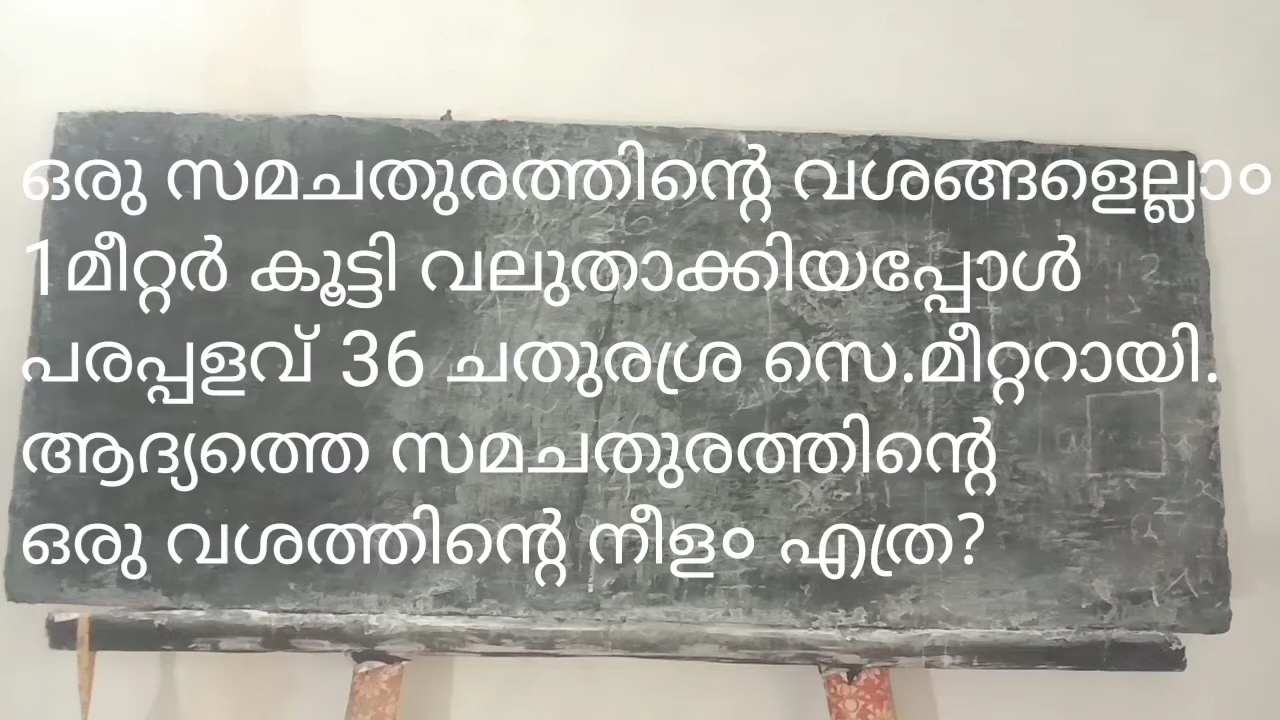 ഒരു സമചതുരത്തിന്റെ വശങ്ങളെല്ലാം
1മീറ്റർ കൂട്ടി വലുതാക്കിയപ്പോൾ
പരപ്പളവ് 36 ചതുരശ്ര സെ.മീറ്ററായി.
ആദ്യത്തെ സമചതുരത്തിന്റെ
ഒരു വശത്തിന്റെ നീളം എത്ര?